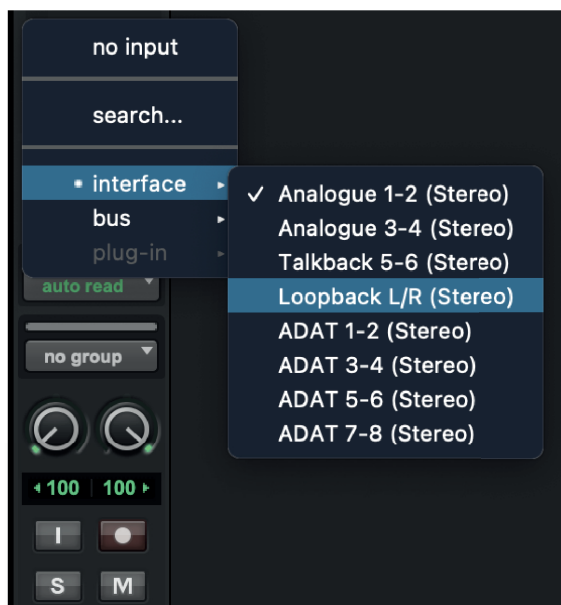 no input
search...
interface
bus
plug-in
✓ Analogue 1-2 (Stereo)
Analogue 3-4 (Stereo)
Talkback 5-6 (Stereo)
Loopback L/R (Stereo)
ADAT 1-2 (Stereo)
ADAT 3-4 (Stereo)
ADAT 5-6 (Stereo)
ADAT 7-8 (Stereo)
auto read
no group
100 100
I
S M